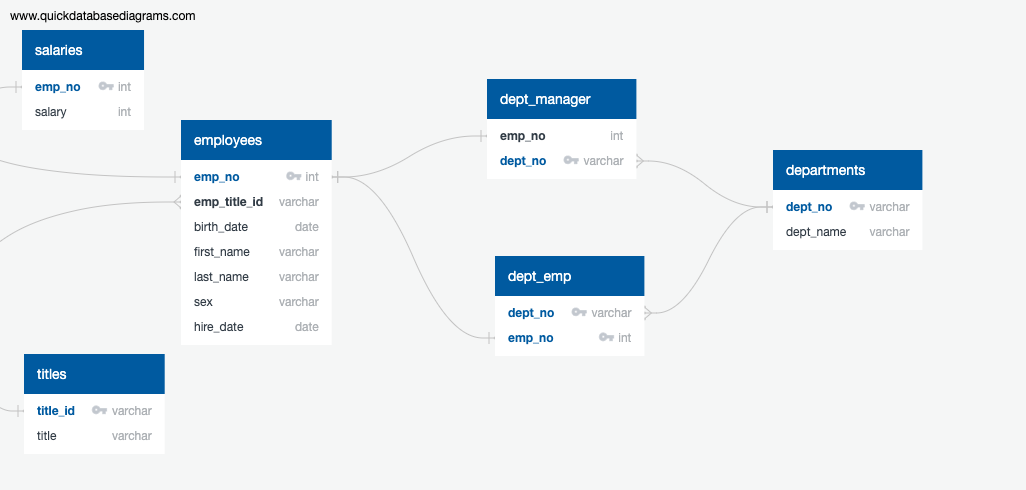 www.quickdatabasediagrams.com
salaries
emp_no int
salary int
employees
emp_no int
emp_title_id varchar
birth_date date
first_name varchar
last_name varchar
sex varchar
hire_date date
titles
title_id varchar
title varchar
dept_manager
emp_no int
dept_no varchar
dept_emp
dept_no varchar
emp_no int
departments
dept_no varchar
dept_name varchar